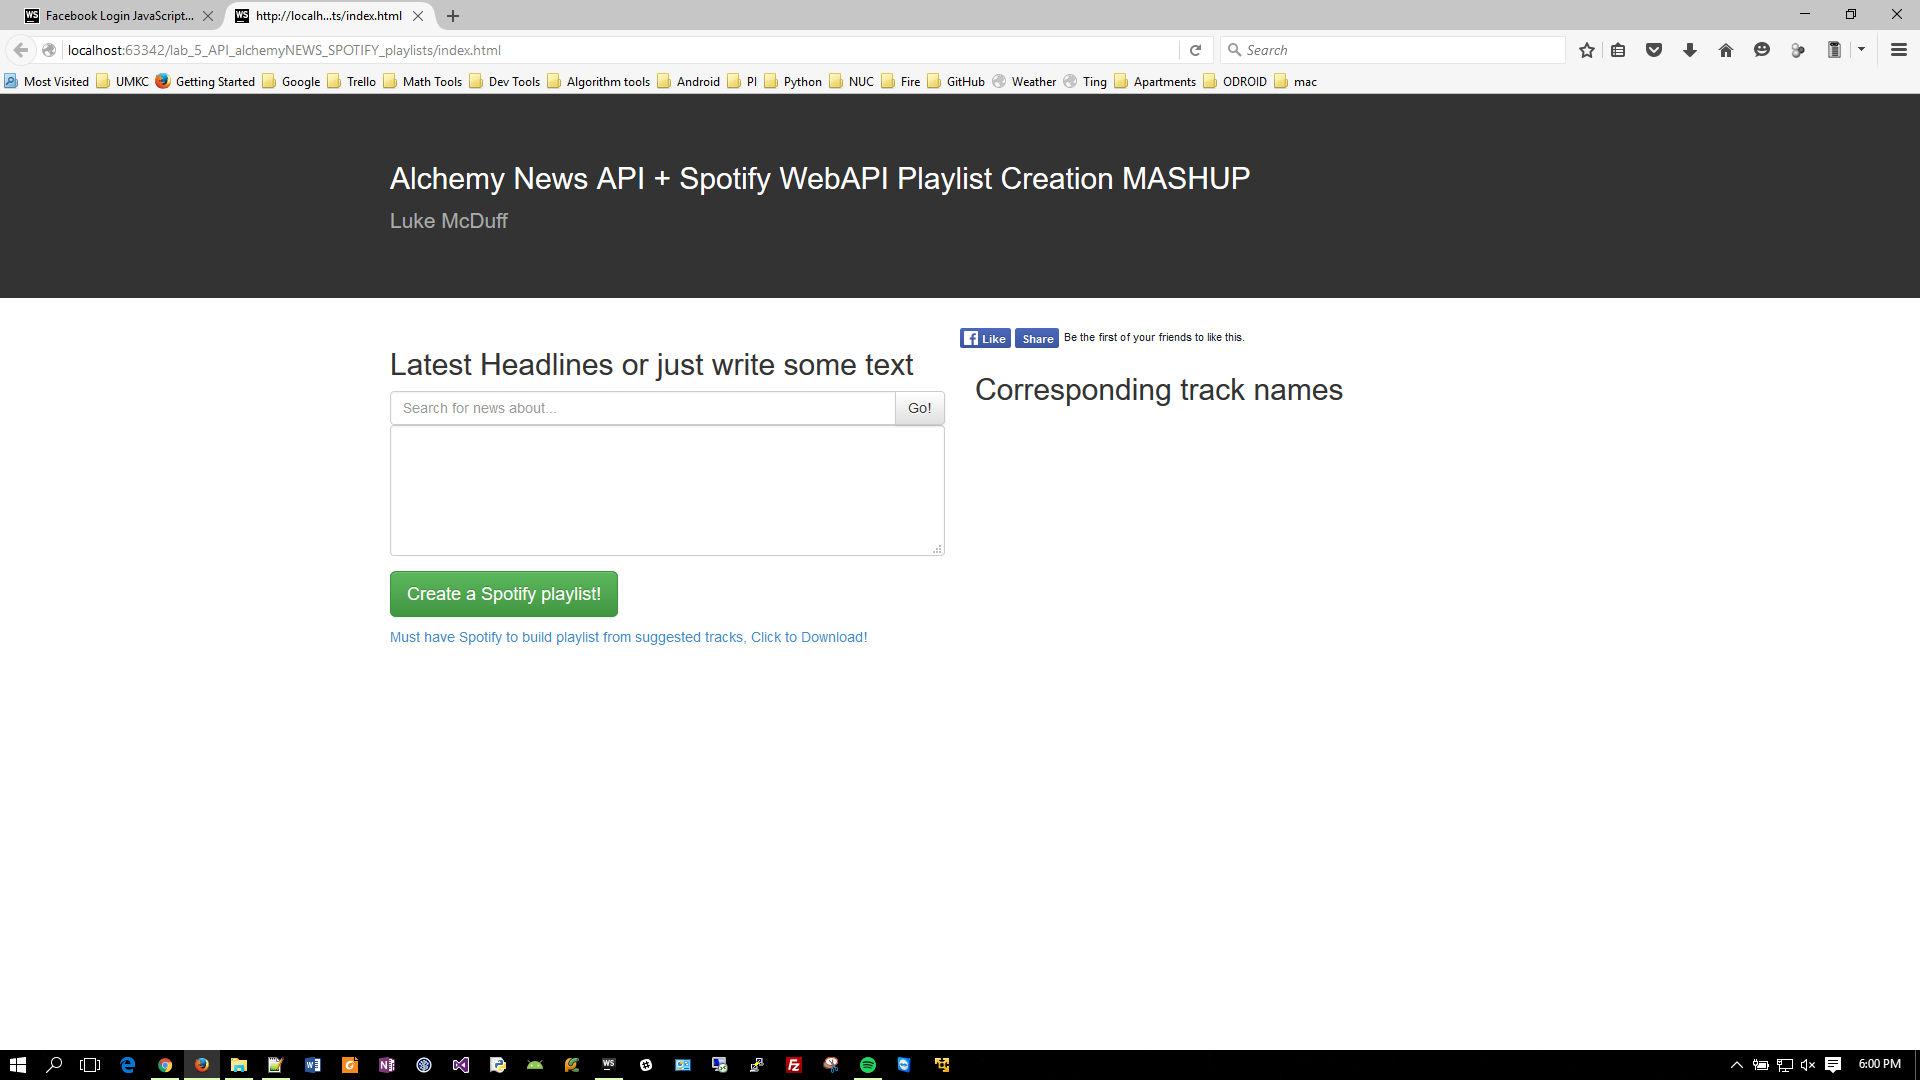 Facebook Login JavaScript...
http://localh...ts/index.html
localhost:63342/lab_5_API_alchemyNEWS_SPOTIFY_playlists/index.html
Search
Most Visited UMKC Getting Started Google Trello Math Tools Dev Tools Algorithm tools Android PI Python NUC Fire GitHub Weather Ting Apartments ODROID mac
Alchemy News API + Spotify WebAPI Playlist Creation MASHUP
Luke McDuff
Like Share Be the first of your friends to like this.
Latest Headlines or just write some text
Corresponding track names
Search for news about...
Go!
Create a Spotify playlist!
Must have Spotify to build playlist from suggested tracks, Click to Download!
6:00 PM